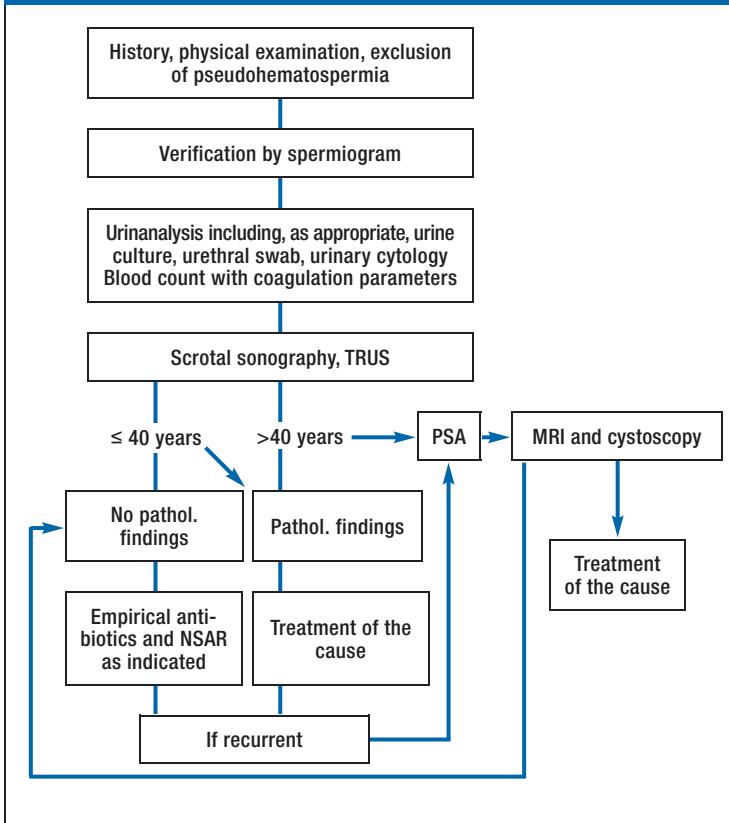 History, physical examination, exclusion
of pseudohematospermia
Verification by spermiogram
Urinanalysis including, as appropriate, urine
culture, urethral swab, urinary cytology
Blood count with coagulation parameters
Scrotal sonography, TRUS
≤ 40 years
>40 years
PSA
MRI and cystoscopy
No pathol.
findings
Pathol. findings
Treatment
of the cause
Empirical anti-
biotics and NSAR
as indicated
Treatment of the
cause
If recurrent